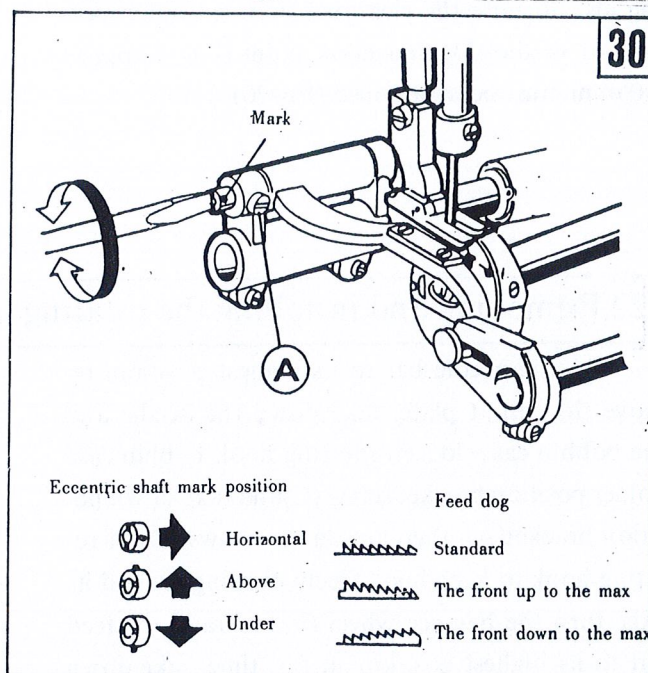 30
Mark
A
Eccentric shaft mark position
Feed dog
Horizontal
Standard
Above
The front up to the max
Under
The front down to the max